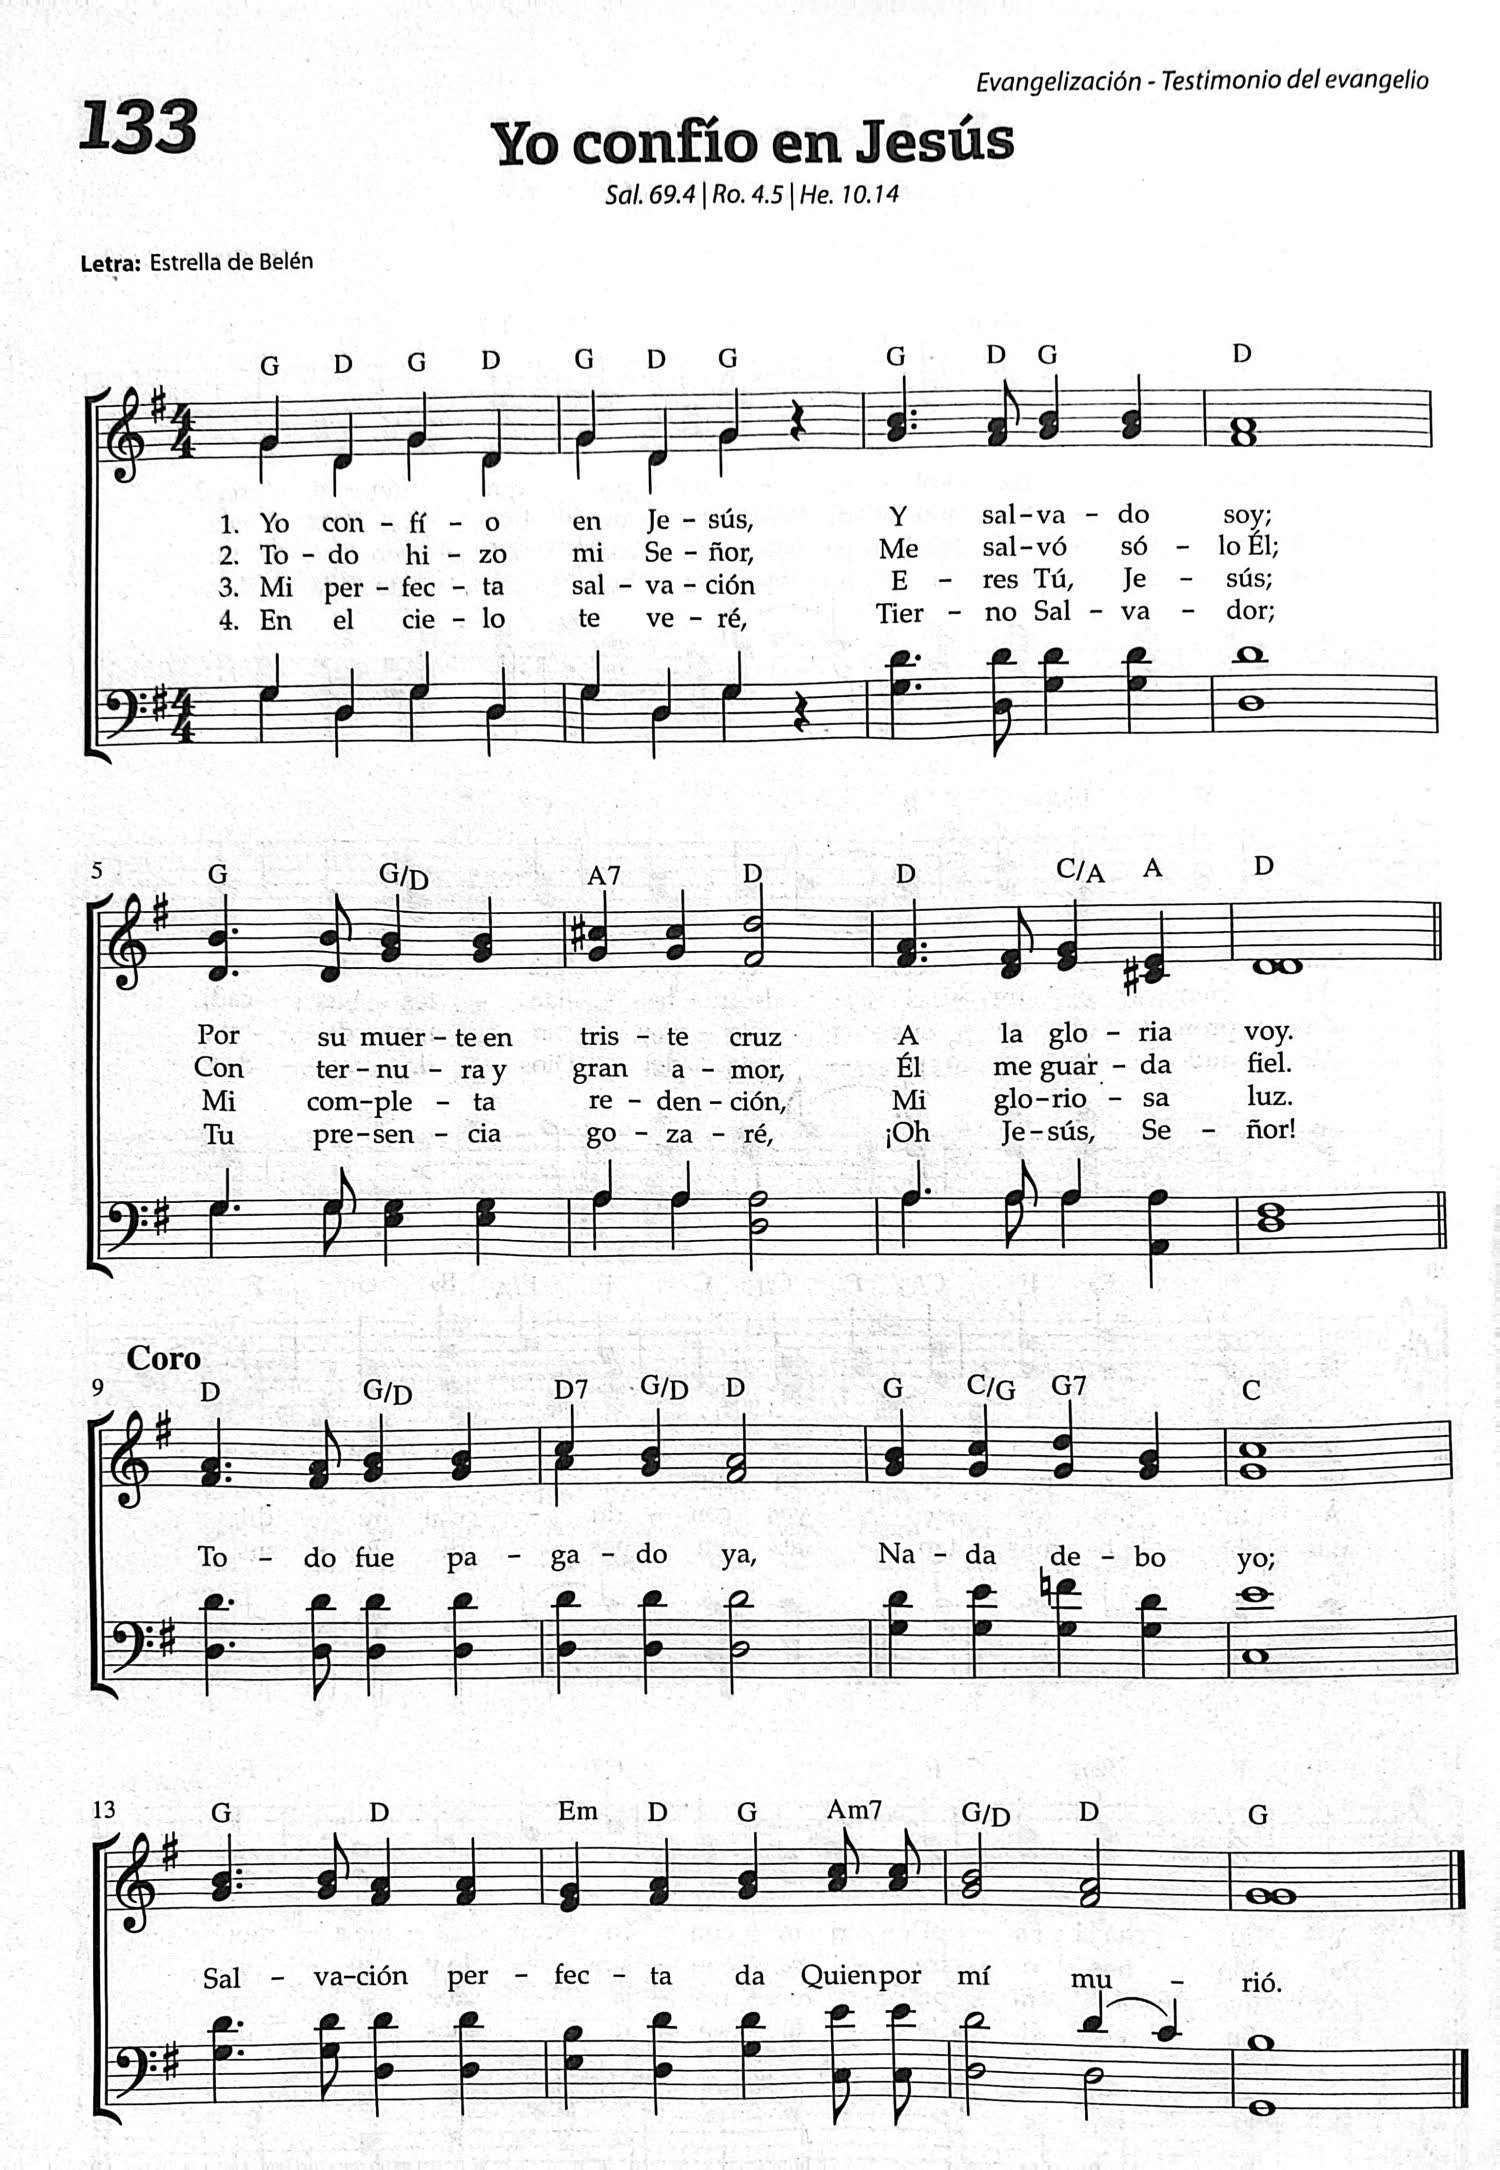 Evangelización - Testimonio del evangelio
133
Yo confío en Jesús
Sal. 69.4 | Ro. 4.5 | He. 10.14
Letra: Estrella de Belén
G D G D G D G G D G D
1. Yo con – fí – o en Je – sús, Y sal – va – do soy;
2. To – do hi – zo mi Se – ñor, Me sal – vó só – lo Él;
3. Mi per – fec – ta sal – va – ción E – res Tú, Je – sús;
4. En el cie – lo te ve – ré, Tier – no Sal – va – dor;
5 G G/D A7 D D C/A A D
Por su muer – te en tris – te cruz A la glo – ria voy.
Con ter – nu – ra y gran a – mor, Él me guar – da fiel.
Mi com – ple – ta re – den – ción, Mi glo – rio – sa luz.
Tu pre – sen – cia go – za – ré, ¡Oh Je – sús, Se – ñor!
Coro
9 D G/D D7 G/D D G C/G G7 C
To – do fue pa – ga – do ya, Na – da de – bo yo;
13 G D Em D G Am7 G/D D G
Sal – va – ción per – fec – ta da Quien por mí mu – rió.